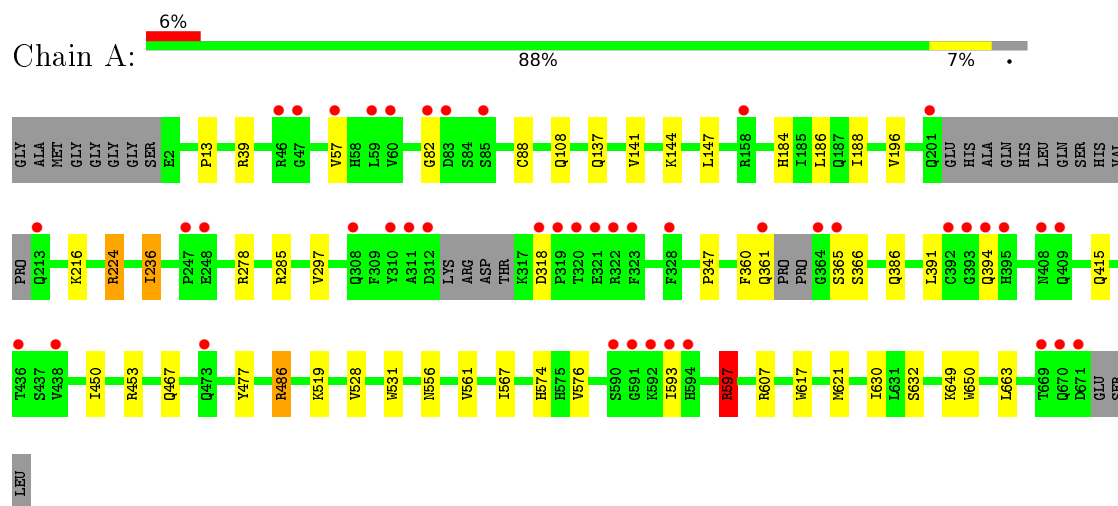 6%
Chain A:
88% 7% •
GLY ALA MET GLY GLY GLY GLY SER E2 P13 R39 R46 G47 V57 H58 L59 V60 G82 D83 S84 S85 C88 Q108 Q137 V141 K144 L147 R158 H184 I185 L186 Q187 I188 V196 Q201 GLU HIS ALA GLN HIS LEU GLN SER HIS VAL
PRO Q213 K216 R224 I236 P247 E248 R278 R285 V297 Q308 F309 Y310 A311 D312 LYS ARG ASP THR K317 D318 P319 T320 E321 R322 F323 F328 P347 F360 Q361 PRO PRO G364 S365 S366 Q386 L391 C392 G393 Q394 H395 N408 Q409 Q415
T436 S437 V438 I450 R453 Q467 Q473 Y477 R486 K519 V528 W531 N556 V561 I567 H574 H575 V576 S590 G591 K592 I593 H594 R597 R607 W617 M621 I630 L631 S632 K649 W650 L663 T669 Q670 D671 GLU SER
LEU